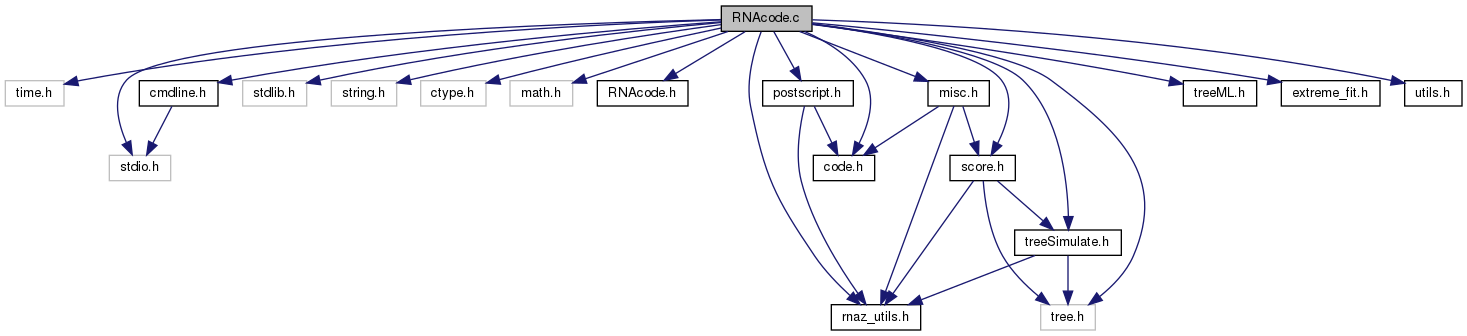 RNAcode.c
time.h
cmdline.h
stdlib.h
string.h
ctype.h
math.h
RNAcode.h
postscript.h
misc.h
treeML.h
extreme_fit.h
utils.h
stdio.h
code.h
score.h
treeSimulate.h
rnaz_utils.h
tree.h